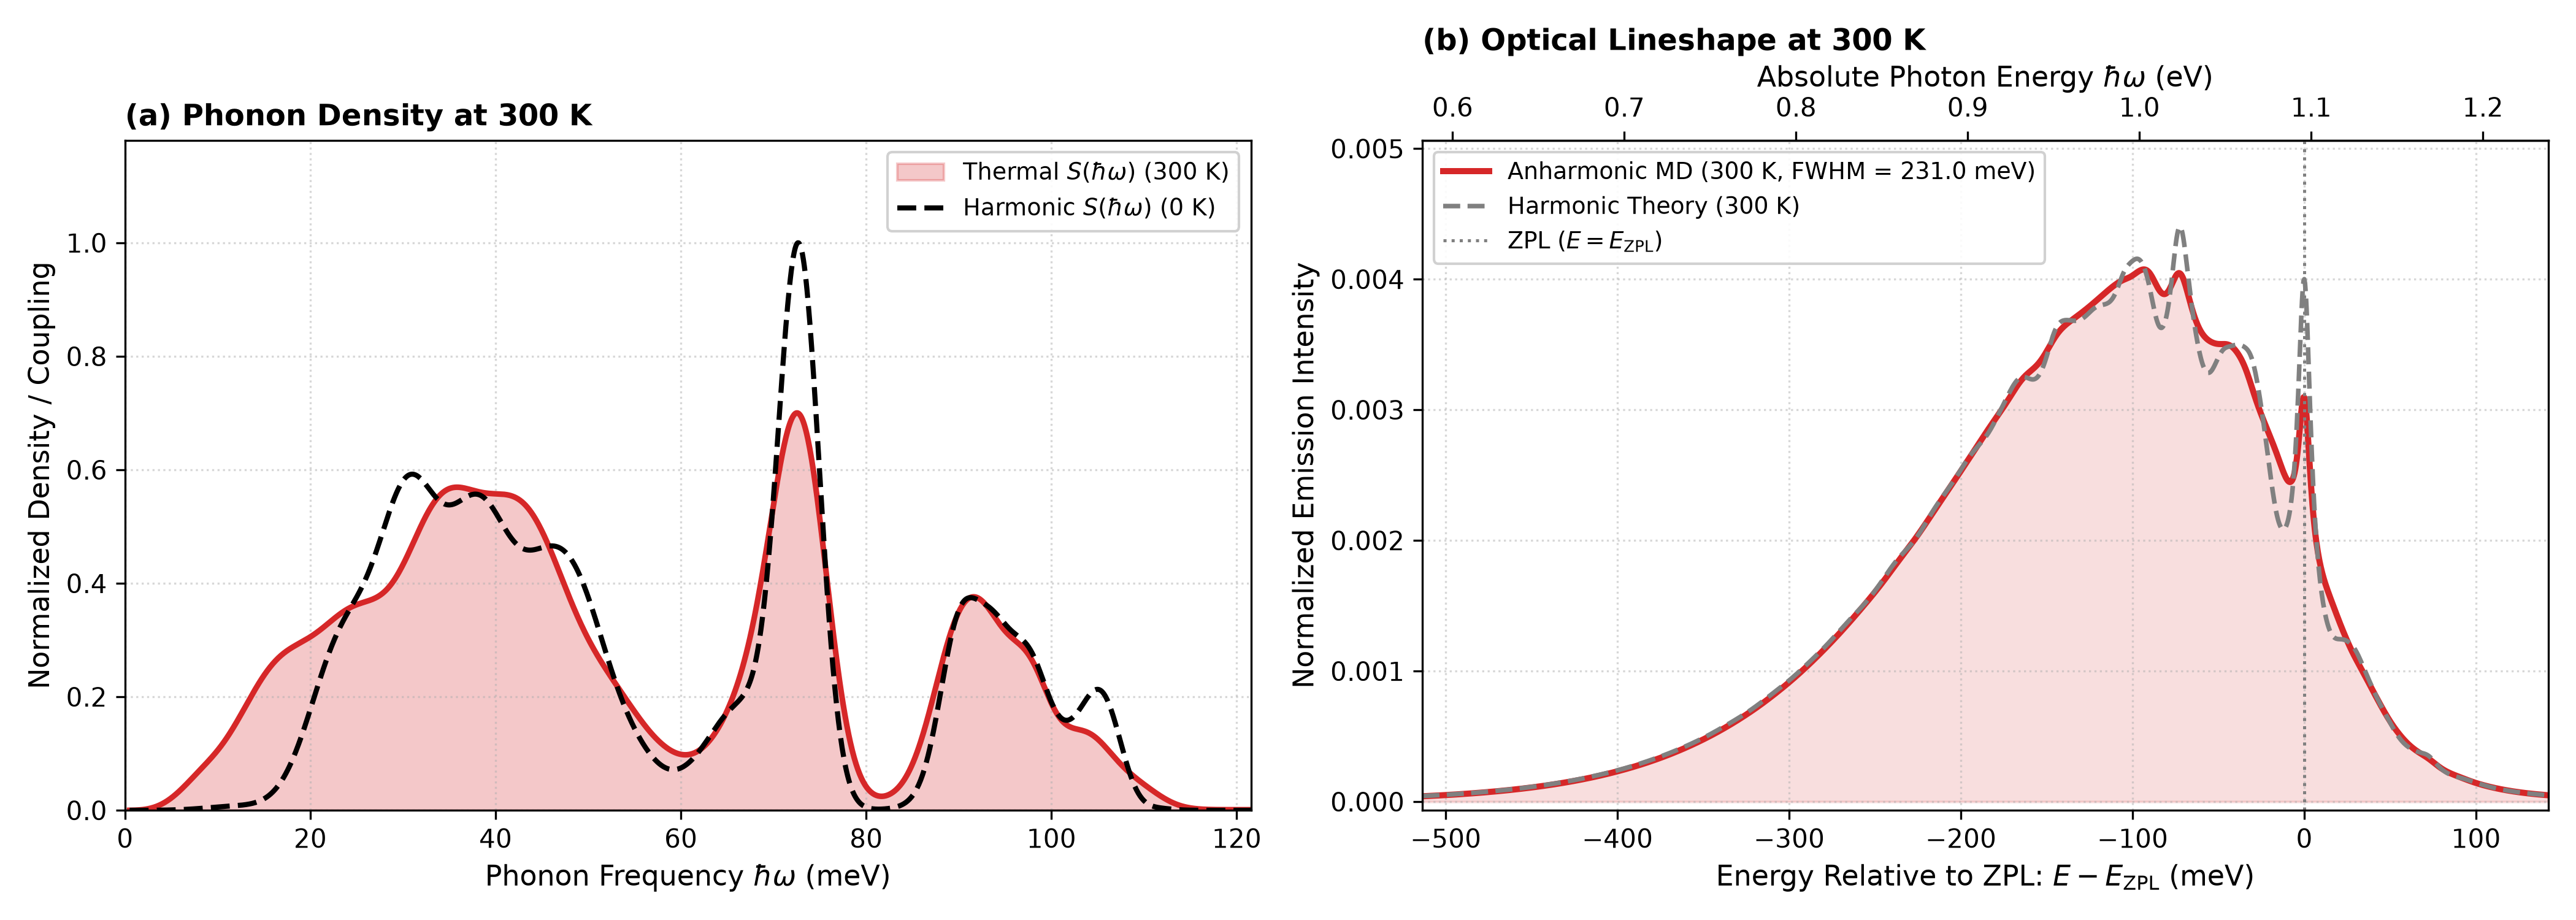 (a) Phonon Density at 300 K
Normalized Density / Coupling
1.0
0.8
0.6
0.4
0.2
0.0
0 20 40 60 80 100 120
Phonon Frequency ħω (meV)
Thermal S(ħω) (300 K)
Harmonic S(ħω) (0 K)
(b) Optical Lineshape at 300 K
Absolute Photon Energy ħω (eV)
0.6 0.7 0.8 0.9 1.0 1.1 1.2
Normalized Emission Intensity
0.005
0.004
0.003
0.002
0.001
0.000
Anharmonic MD (300 K, FWHM = 231.0 meV)
Harmonic Theory (300 K)
ZPL (E = E_ZPL)
−500 −400 −300 −200 −100 0 100
Energy Relative to ZPL: E − E_ZPL (meV)